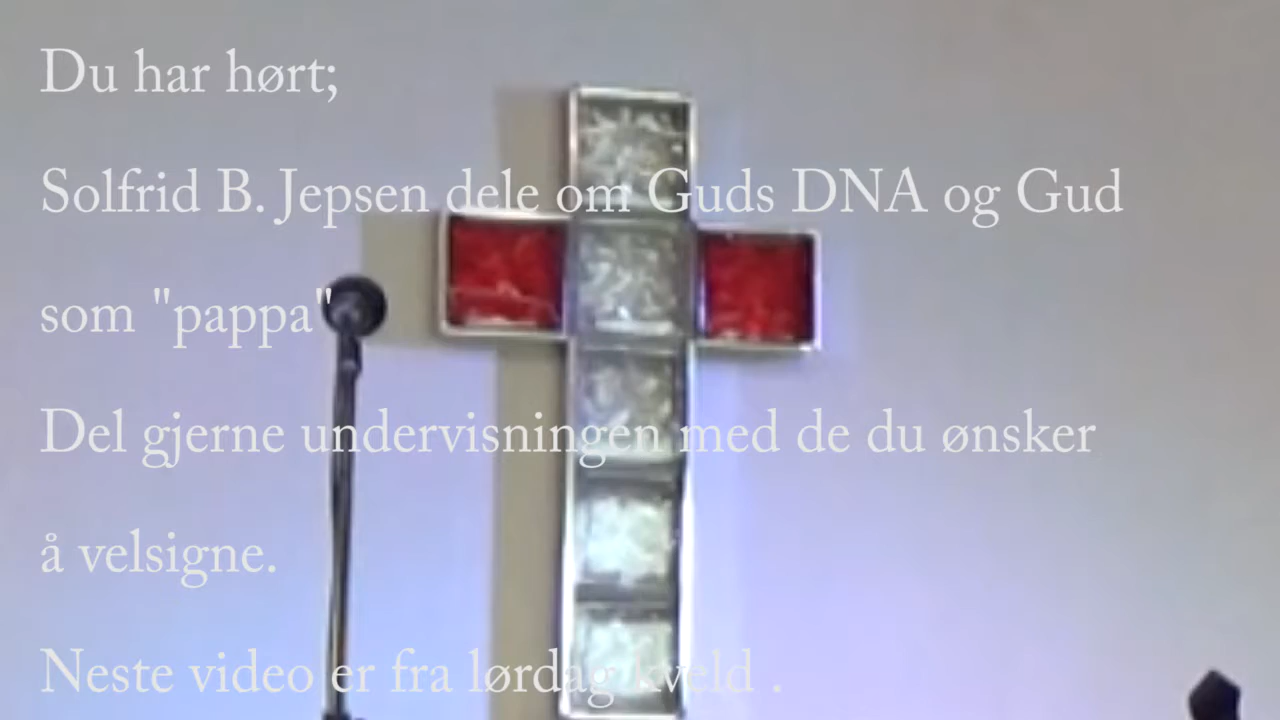 Du har hørt;
Solfrid B. Jepsen dele om Guds DNA og Gud
som "pappa"
Del gjerne undervisningen med de du ønsker
å velsigne.
Neste video er fra lørdag kveld .